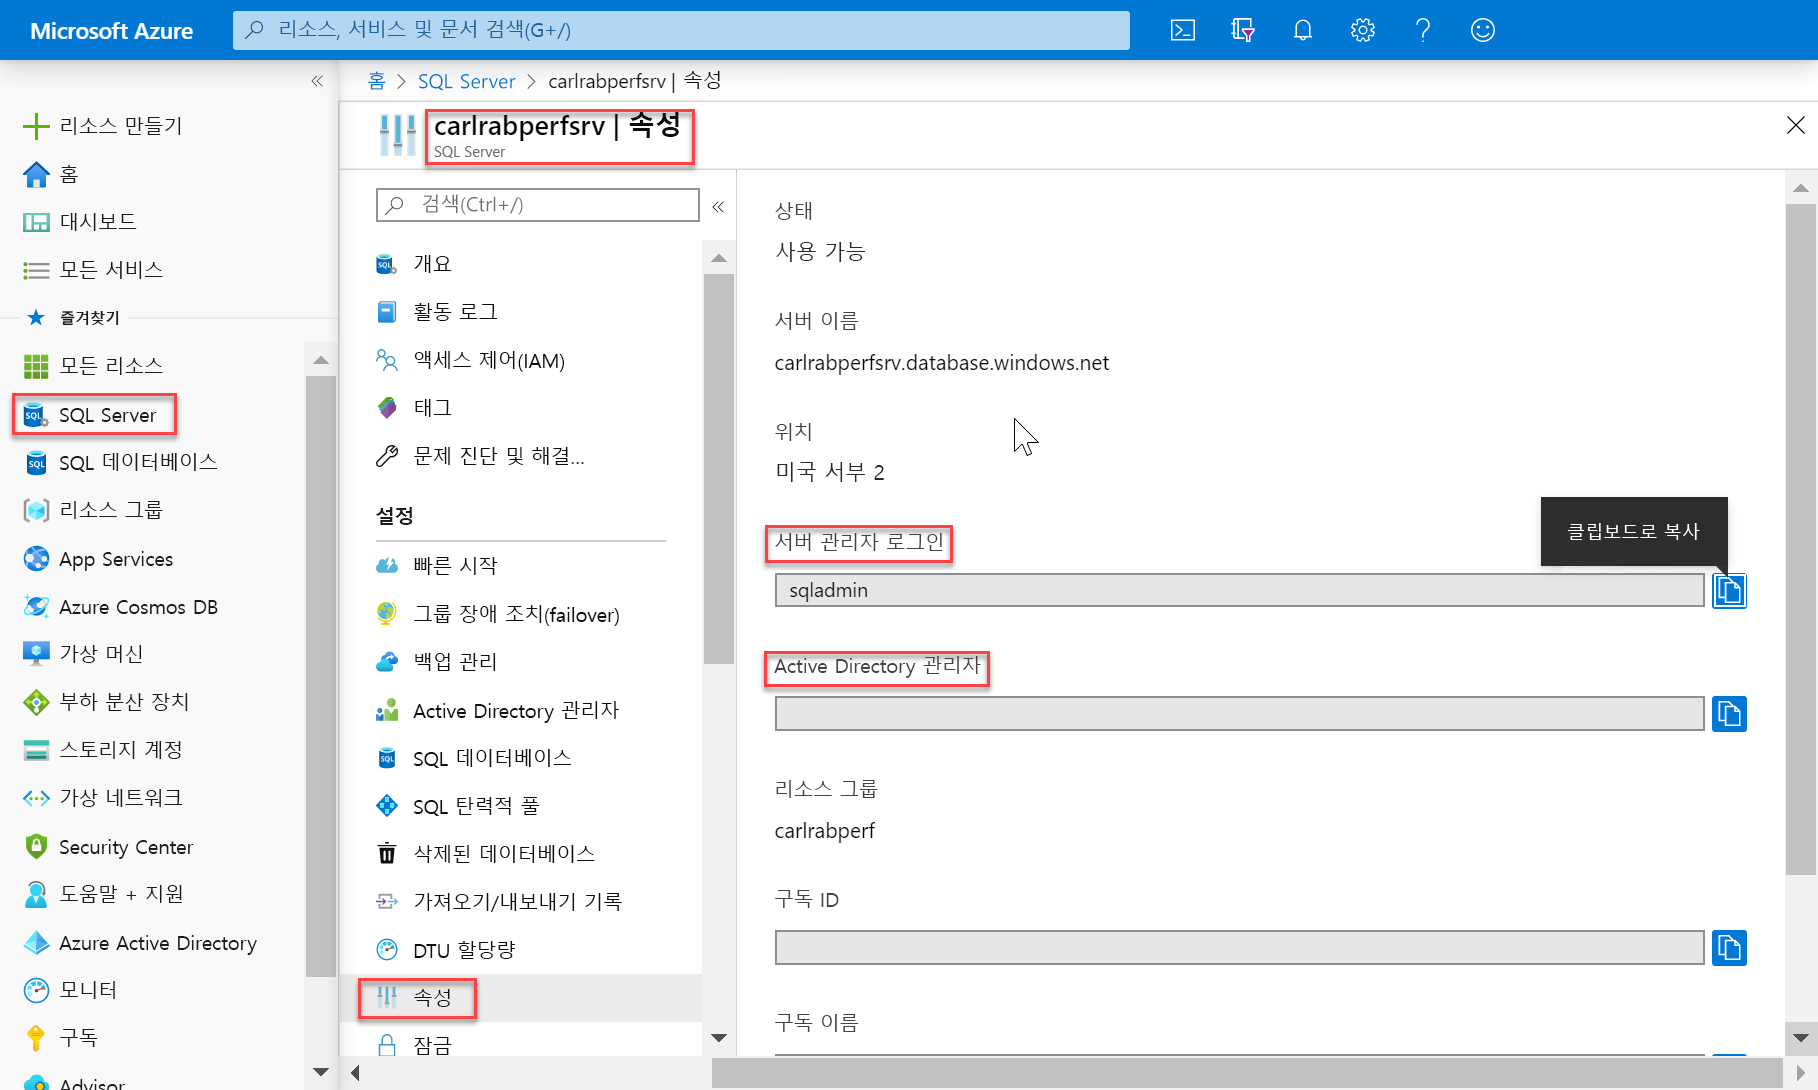 Microsoft Azure
리소스, 서비스 및 문서 검색(G+/)
홈 > SQL Server > carlrabperfsrv | 속성
리소스 만들기
홈
대시보드
모든 서비스
즐겨찾기
모든 리소스
SQL Server
SQL 데이터베이스
리소스 그룹
App Services
Azure Cosmos DB
가상 머신
부하 분산 장치
스토리지 계정
가상 네트워크
Security Center
도움말 + 지원
Azure Active Directory
모니터
구독
Advisor
carlrabperfsrv | 속성
SQL Server
검색(Ctrl+/)
개요
활동 로그
액세스 제어(IAM)
태그
문제 진단 및 해결...
설정
빠른 시작
그룹 장애 조치(failover)
백업 관리
Active Directory 관리자
SQL 데이터베이스
SQL 탄력적 풀
삭제된 데이터베이스
가져오기/내보내기 기록
DTU 할당량
속성
잠금
상태
사용 가능
서버 이름
carlrabperfsrv.database.windows.net
위치
미국 서부 2
서버 관리자 로그인
클립보드로 복사
sqladmin
Active Directory 관리자
리소스 그룹
carlrabperf
구독 ID
구독 이름